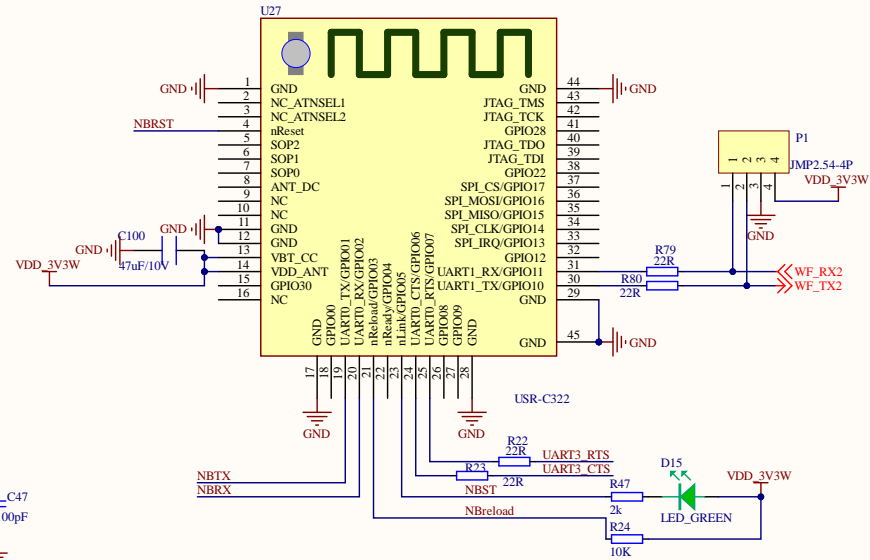 U27
1 GND
2 NC_ATNSEL1
3 NC_ATNSEL2
NBRST 4 nReset
5 SOP2
6 SOP1
7 SOP0
8 ANT_DC
9 NC
10 NC
11 GND
12 GND
13 VBT_CC
14 VDD_ANT
15 GPIO30
16 NC
GND
GND
C100
GND
47uF/10V
VDD_3V3W
GND 44
JTAG_TMS 43
JTAG_TCK 42
GPIO28 41
JTAG_TDO 40
JTAG_TDI 39
GPIO22 38
SPI_CS/GPIO17 37
SPI_MOSI/GPIO16 36
SPI_MISO/GPIO15 35
SPI_CLK/GPIO14 34
SPI_IRQ/GPIO13 33
GPIO12 32
UART1_RX/GPIO11 31
UART1_TX/GPIO10 30
GND 29
GND 45
GND
GND
17 GND
18 GPIO00
19 UART0_TX/GPIO01
20 UART0_RX/GPIO02
21 nReload/GPIO03
22 nReady/GPIO04
23 nLink/GPIO05
24 UART0_CTS/GPIO06
25 UART0_RTS/GPIO07
26 GPIO08
27 GPIO09
28 GND
GND
GND
USR-C322
P1
1 2 3 4
JMP2.54-4P
1 2 3 4
VDD_3V3W
GND
R79
22R
R80
22R
WF_RX2
WF_TX2
R22
22R
UART3_RTS
R23
22R
UART3_CTS
NBTX
NBRX
NBST
NBreload
R47
2k
D15
LED_GREEN
VDD_3V3W
R24
10K
C47
00pF